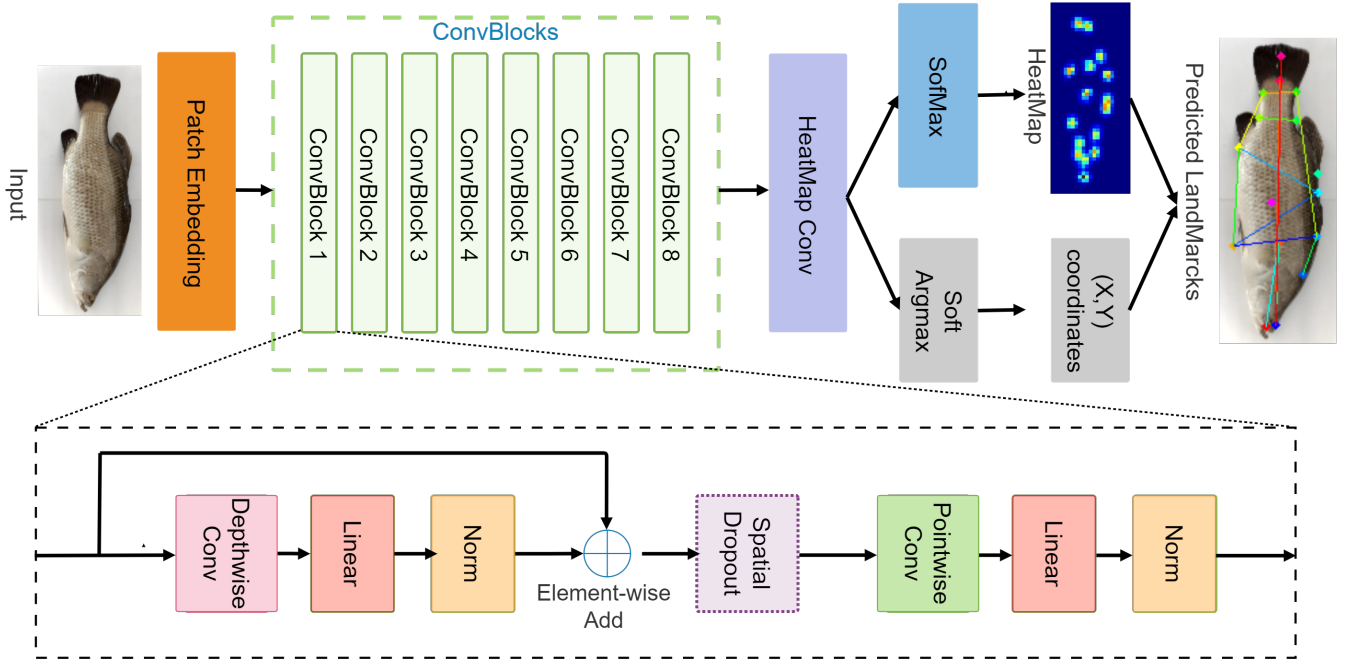 Input
Patch Embedding
ConvBlocks
ConvBlock 1
ConvBlock 2
ConvBlock 3
ConvBlock 4
ConvBlock 5
ConvBlock 6
ConvBlock 7
ConvBlock 8
HeatMap Conv
SofMax
HeatMap
Soft
Argmax
(X,Y)
coordinates
Predicted LandMarcks
Depthwise
Conv
Linear
Norm
Element-wise
Add
Spatial
Dropout
Pointwise
Conv
Linear
Norm